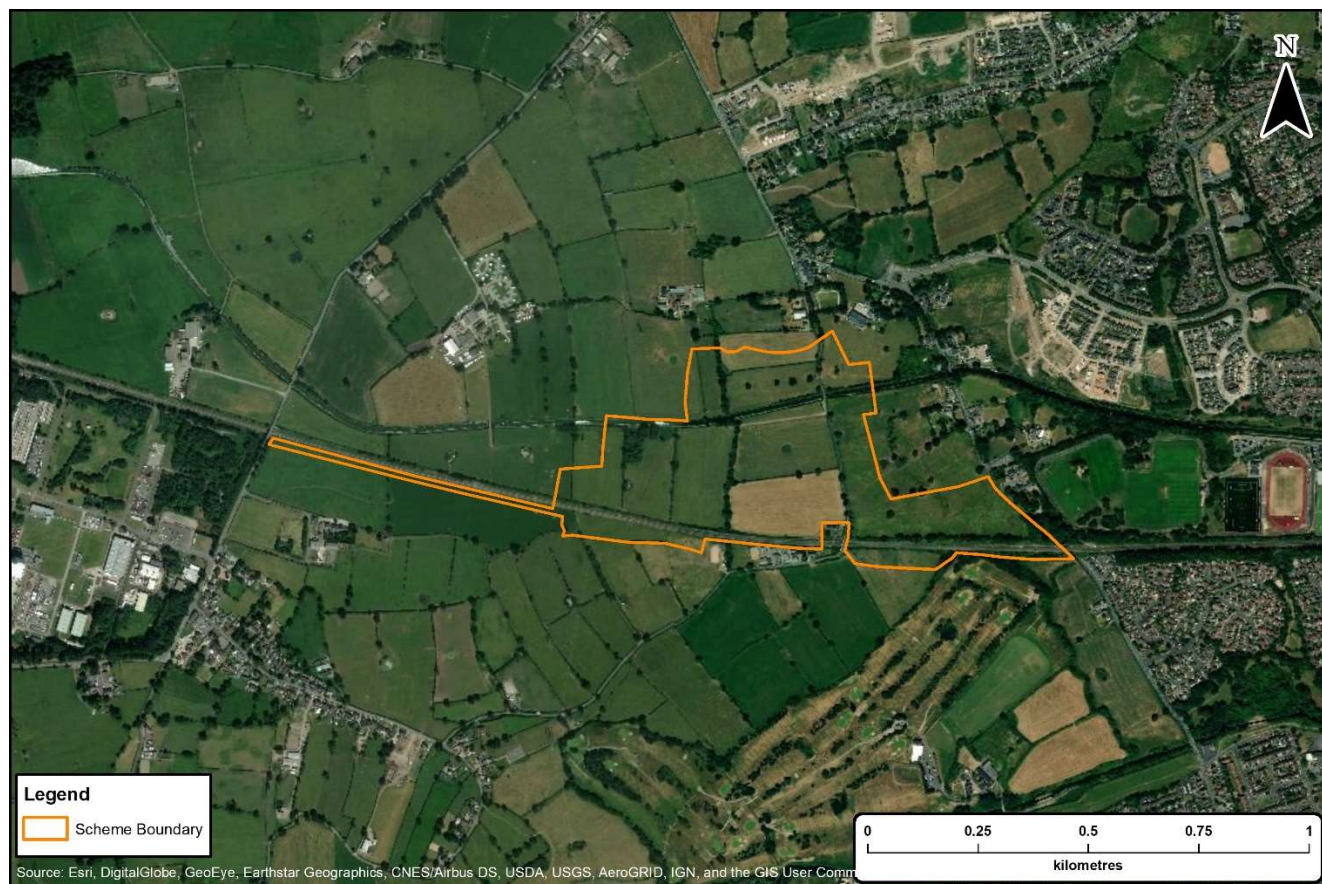 N
Legend
Scheme Boundary
0 0.25 0.5 0.75 1
kilometres
Source: Esri, DigitalGlobe, GeoEye, Earthstar Geographics, CNES/Airbus DS, USDA, USGS, AeroGRID, IGN, and the GIS User Comm